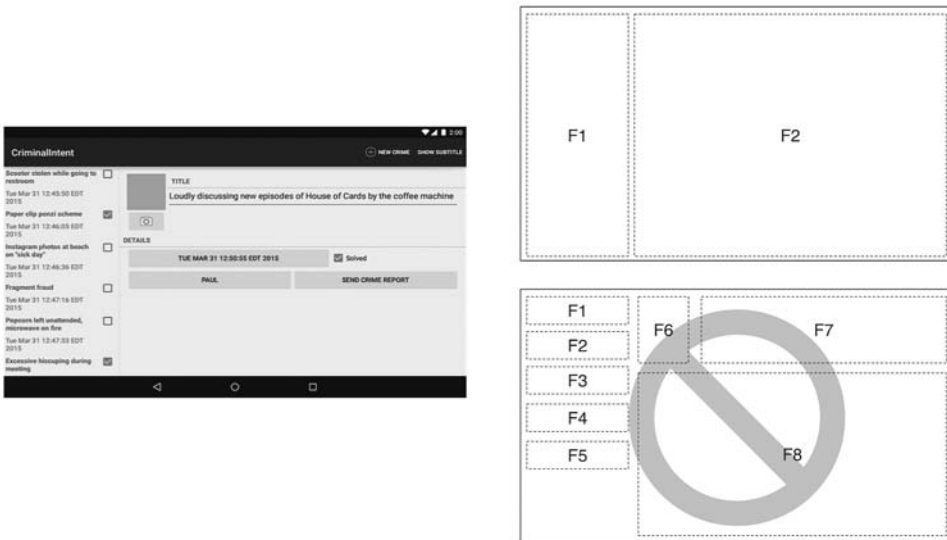 2:00
CriminalIntent
NEW CRIME SHOW SUBTITLE
Scooter stolen while going to
restroom
Tue Mar 31 12:45:50 EDT
2015
Paper clip ponzi scheme
Tue Mar 31 12:46:05 EDT
2015
Instagram photos at beach
on "sick day"
Tue Mar 31 12:46:36 EDT
2015
Fragment fraud
Tue Mar 31 12:47:16 EDT
2015
Popcorn left unattended,
microwave on fire
Tue Mar 31 12:47:53 EDT
2015
Excessive hiccuping during
meeting
TITLE
Loudly discussing new episodes of House of Cards by the coffee machine
DETAILS
TUE MAR 31 12:50:55 EDT 2015
Solved
PAUL
SEND CRIME REPORT
F1
F2
F1
F2
F3
F4
F5
F6
F7
F8